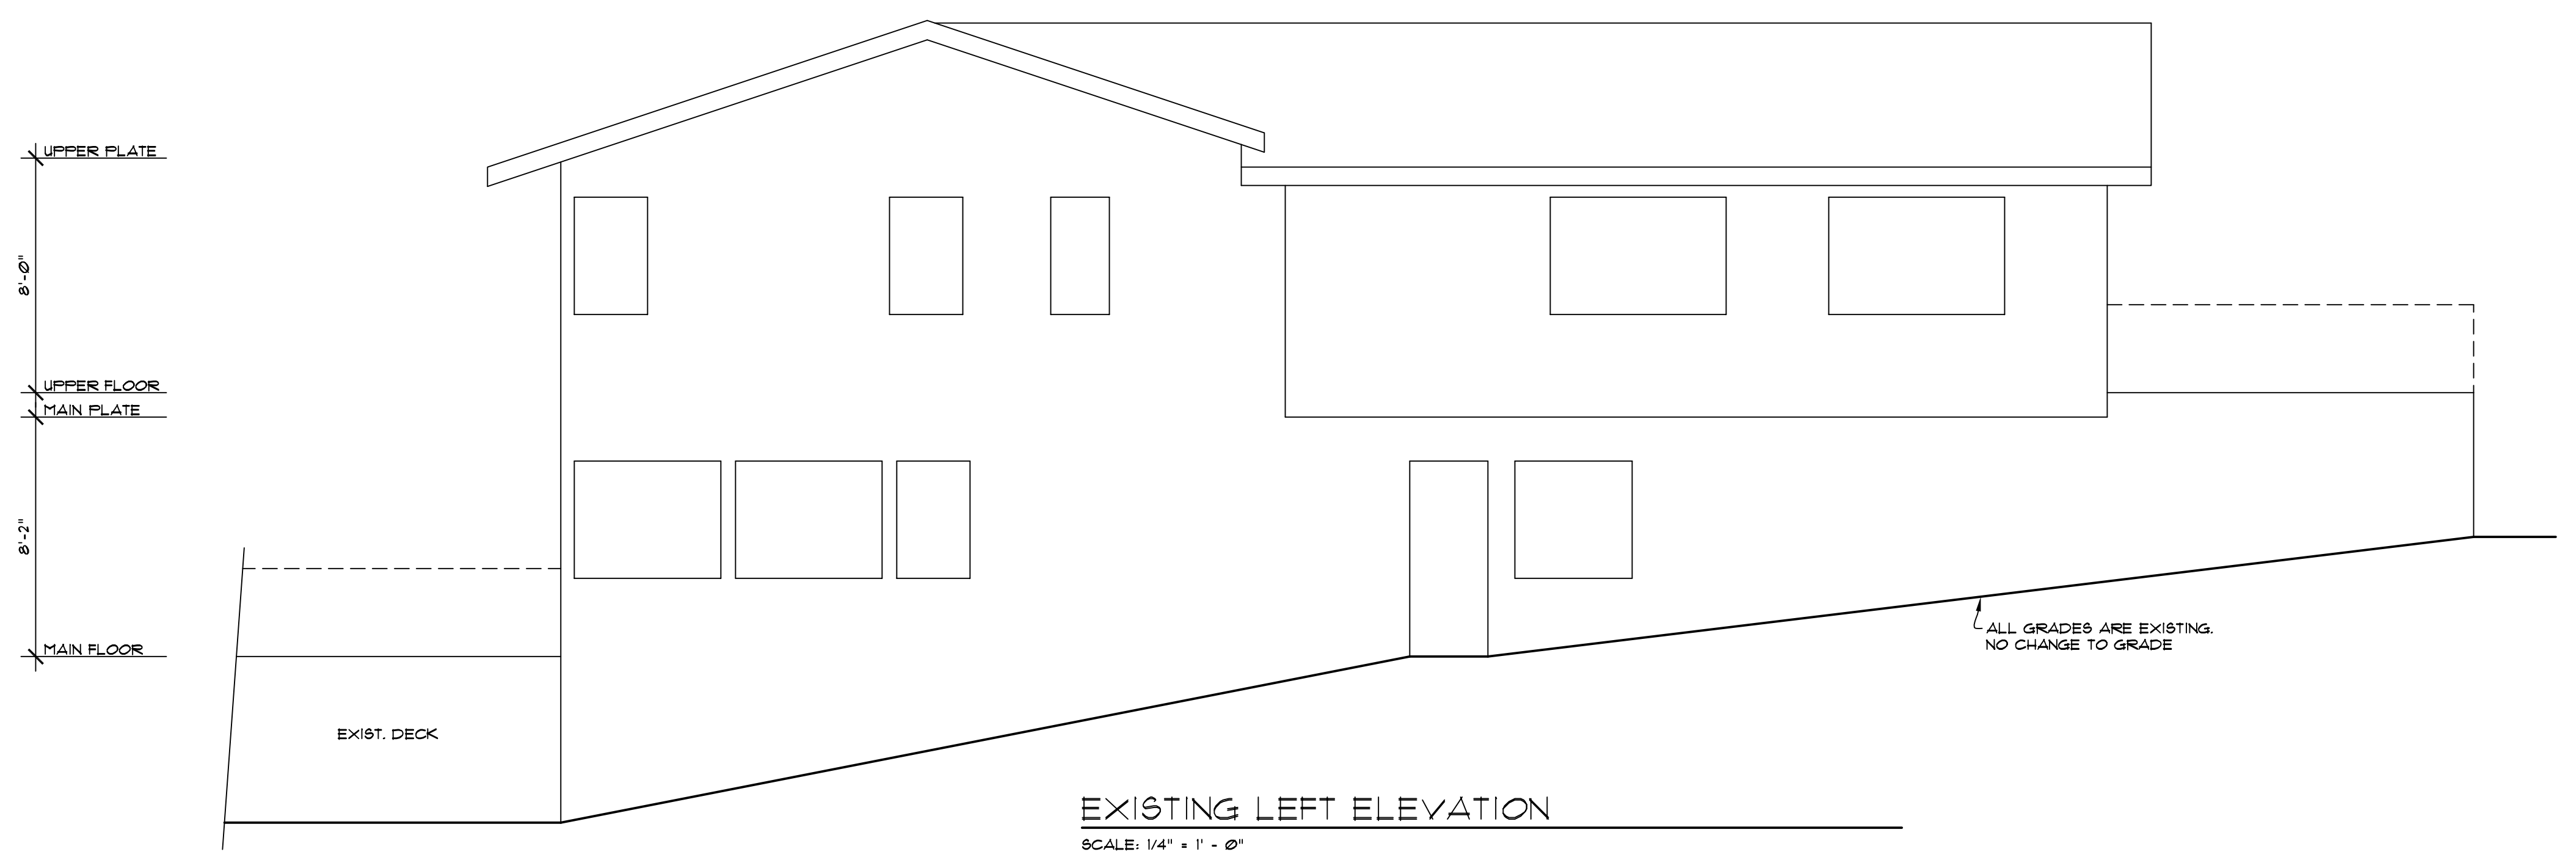 UPPER PLATE
8'-0"
UPPER FLOOR
MAIN PLATE
8'-2"
MAIN FLOOR
EXIST. DECK
ALL GRADES ARE EXISTING.
NO CHANGE TO GRADE
EXISTING LEFT ELEVATION
SCALE: 1/4" = 1' - 0"